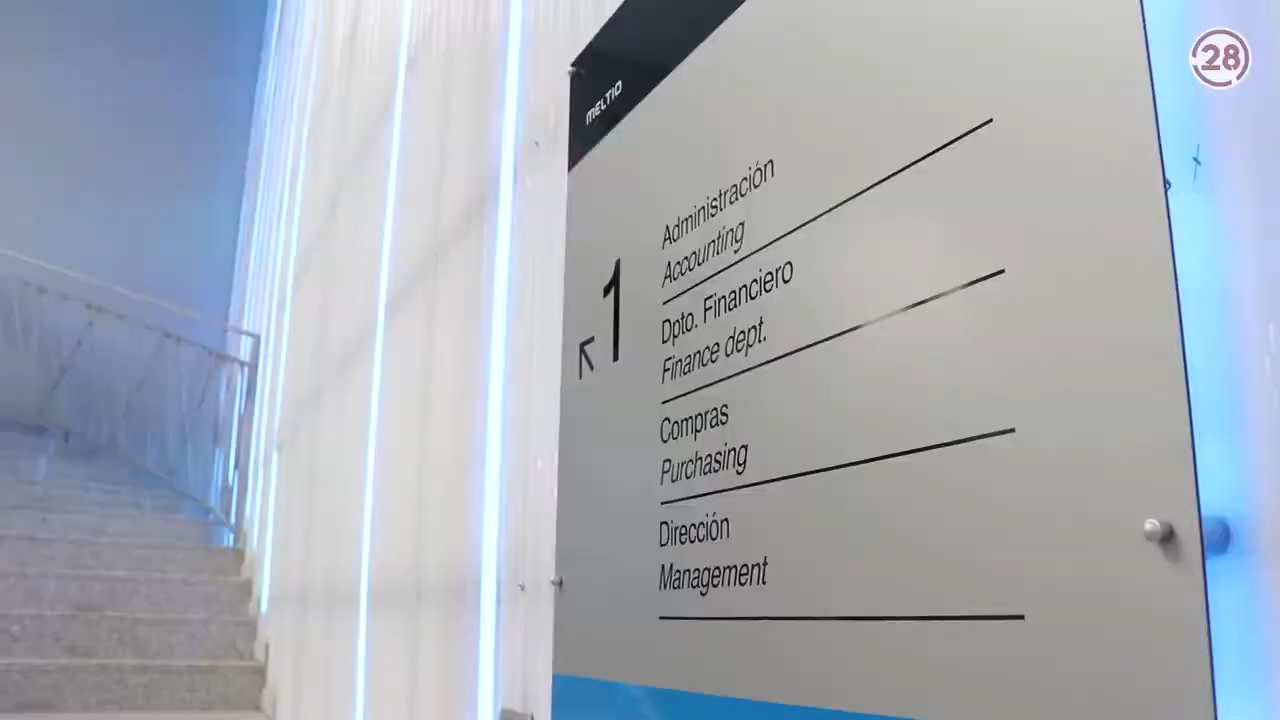 28
MELTIO
1
Administración
Accounting
Dpto. Financiero
Finance dept.
Compras
Purchasing
Dirección
Management